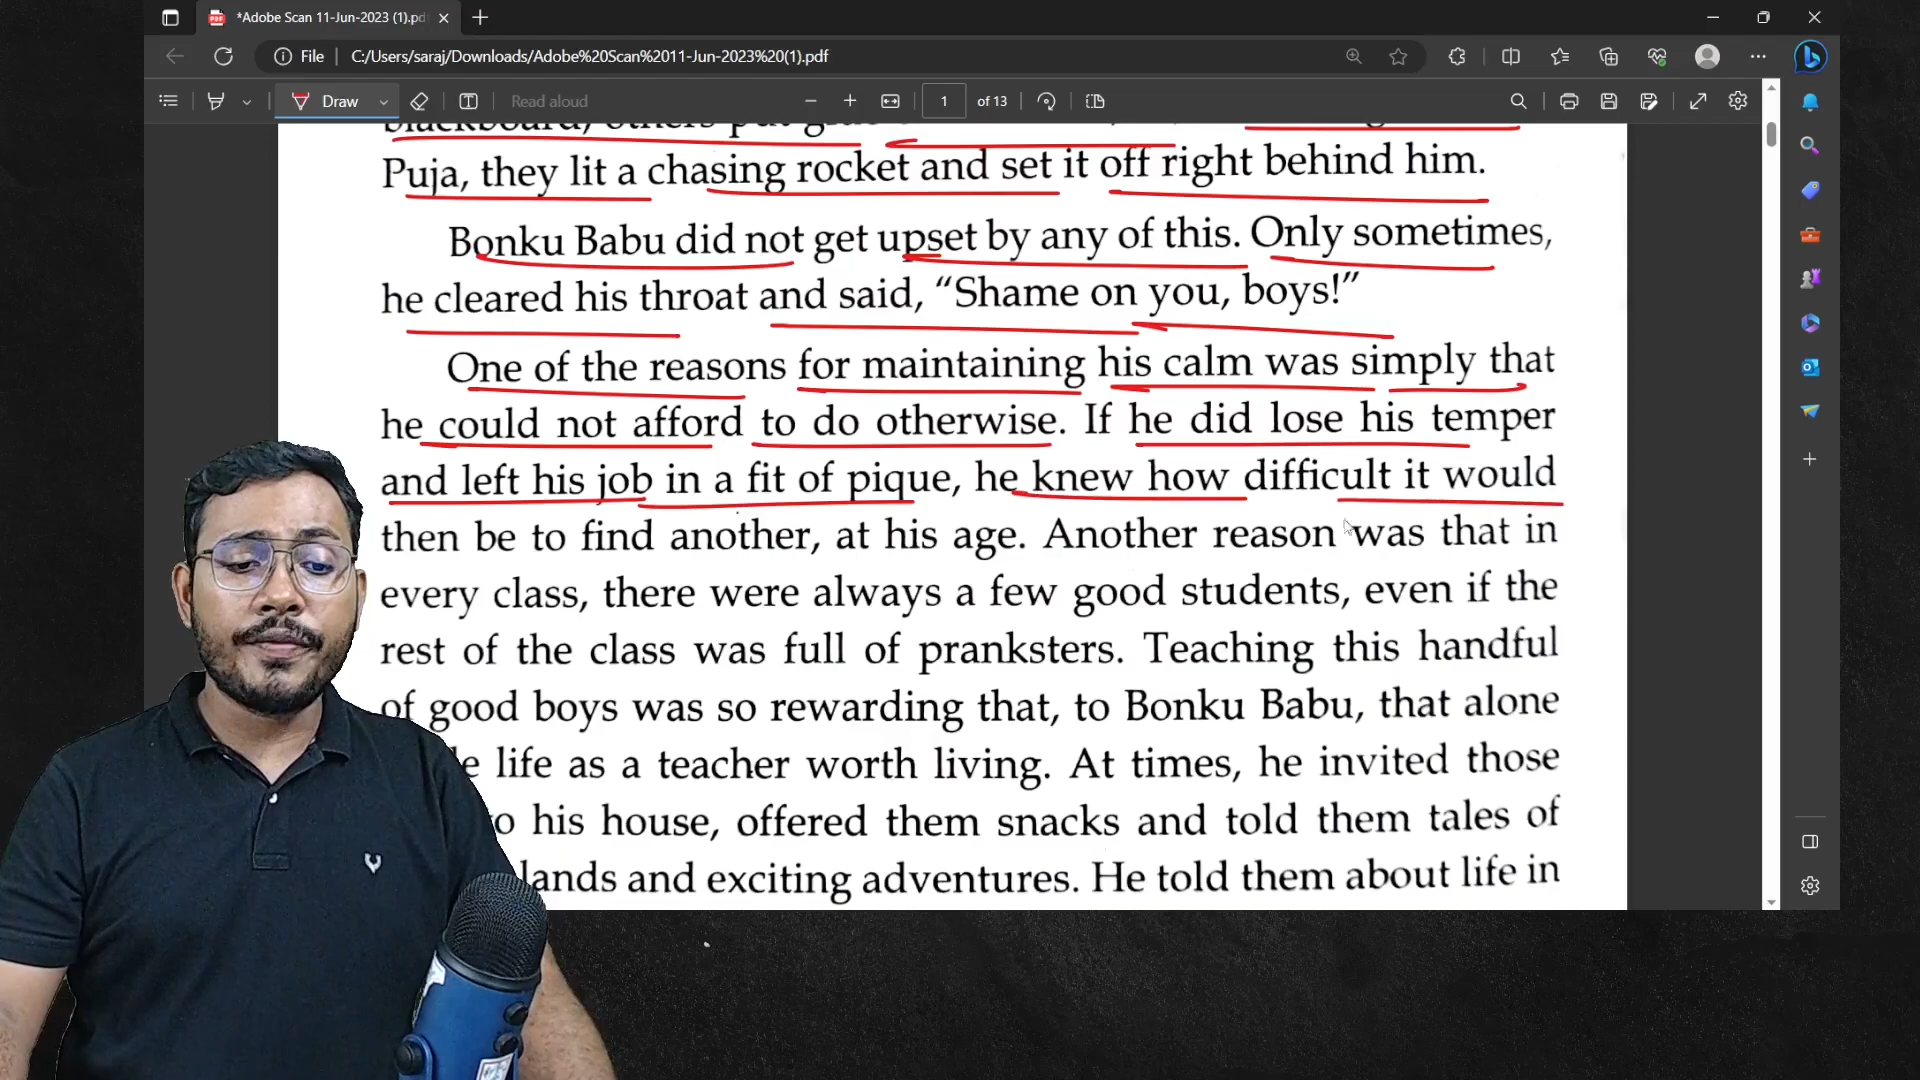 *Adobe Scan 11-Jun-2023 (1).pd
File C:/Users/saraj/Downloads/Adobe%20Scan%2011-Jun-2023%20(1).pdf
Draw Read aloud 1 of 13
blackboard, others put
Puja, they lit a chasing rocket and set it off right behind him.
Bonku Babu did not get upset by any of this. Only sometimes,
he cleared his throat and said, “Shame on you, boys!”
One of the reasons for maintaining his calm was simply that
he could not afford to do otherwise. If he did lose his temper
and left his job in a fit of pique, he knew how difficult it would
then be to find another, at his age. Another reason was that in
every class, there were always a few good students, even if the
rest of the class was full of pranksters. Teaching this handful
of good boys was so rewarding that, to Bonku Babu, that alone
e life as a teacher worth living. At times, he invited those
o his house, offered them snacks and told them tales of
lands and exciting adventures. He told them about life in